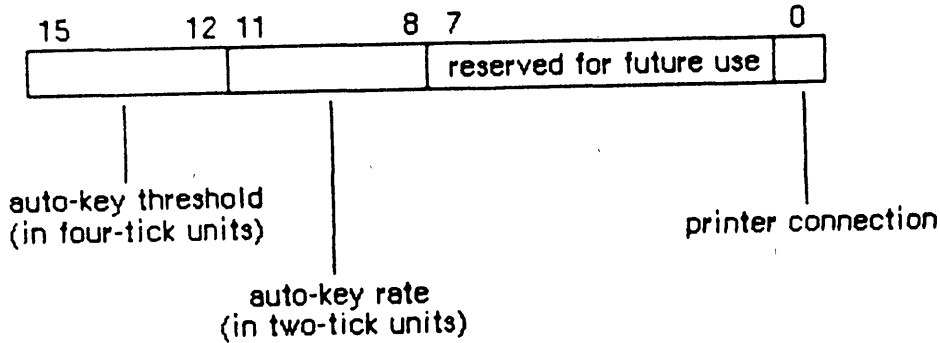 15 12 11 8 7 0
reserved for future use
auto-key threshold
(in four-tick units)
printer connection
auto-key rate
(in two-tick units)